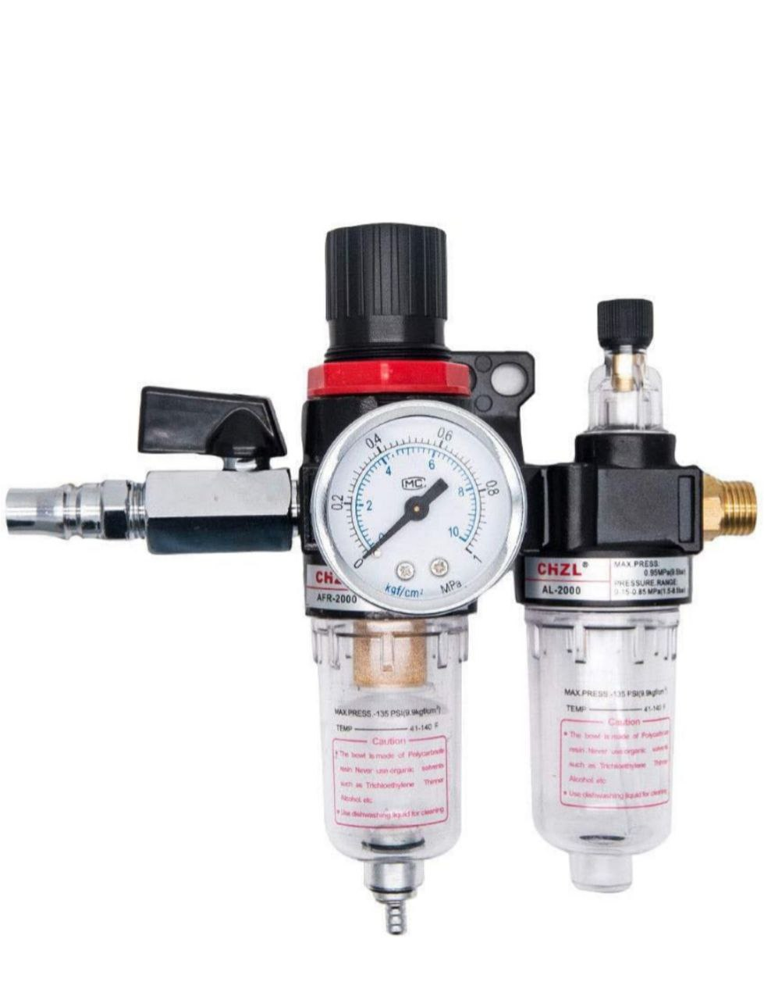 0
0.2
0.4
0.6
0.8
1
0
2
4
6
8
10
MC
kgf/cm²
MPa
AFR-2000
CHZL®
AL-2000
MAX.PRESS:
0.95MPa(9.5bar)
PRESSURE.RANGE:
0.15-0.85 MPa(1.5-8.5bar)
MAX.PRESS.-135 PSI(9.9kgf/cm²)
TEMP 41-140 F
Caution
• The bowl is made of Polycarbonate
resin Never use organic solvents
such as Trichloethylene Thinner
Alcohol. etc
• Use dishwashing liquid for cleaning
MAX.PRESS.-135 PSI(9.9kgf/cm²
TEMP 41-140 F
Caution
• The bowl is made of Polycarbonate
resin. Never use organic solvents
such as Trichloethylene Thinner
Alcohol. etc
• Use dishwashing liquid for cleaning